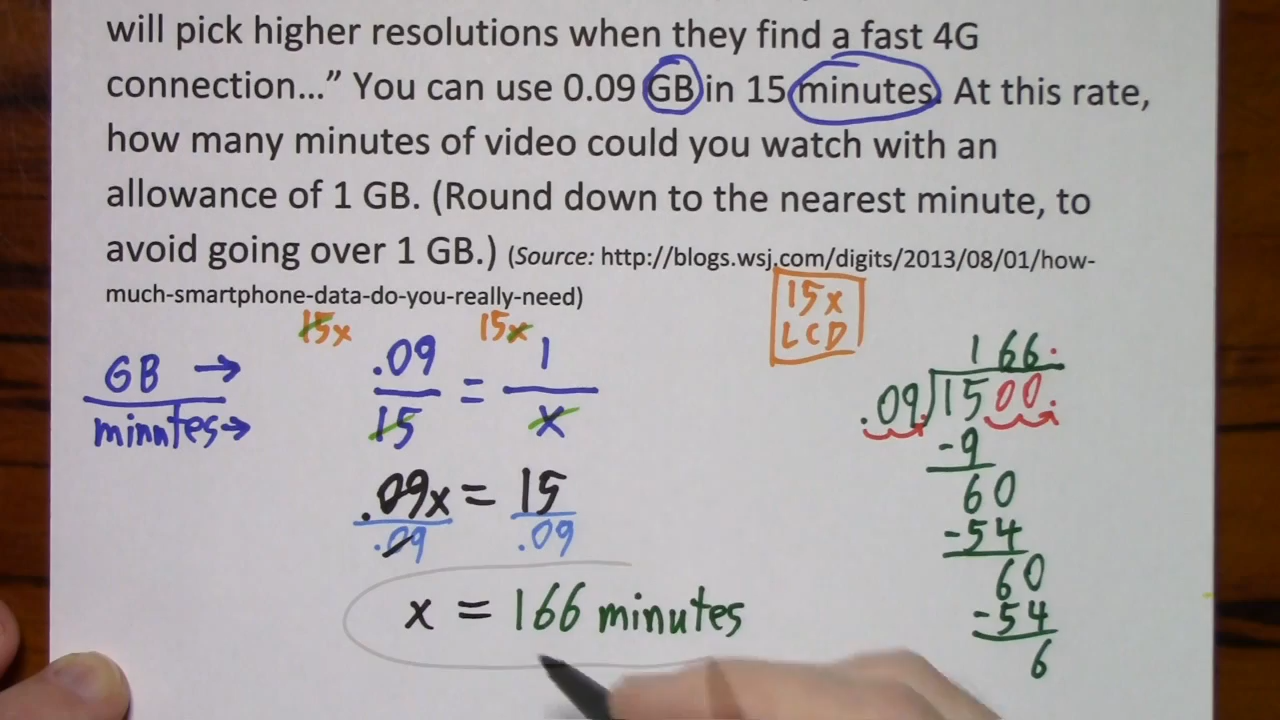 will pick higher resolutions when they find a fast 4G
connection...” You can use 0.09 GB in 15 minutes. At this rate,
how many minutes of video could you watch with an
allowance of 1 GB. (Round down to the nearest minute, to
avoid going over 1 GB.) (Source: http://blogs.wsj.com/digits/2013/08/01/how-
much-smartphone-data-do-you-really-need)
15x 15x
GB → .09 = 1
minutes → 15 x
.09x = 15
.09 .09
x = 166 minutes
15x
LCD
166.
.09)1500.
-9
60
-54
60
-54
6